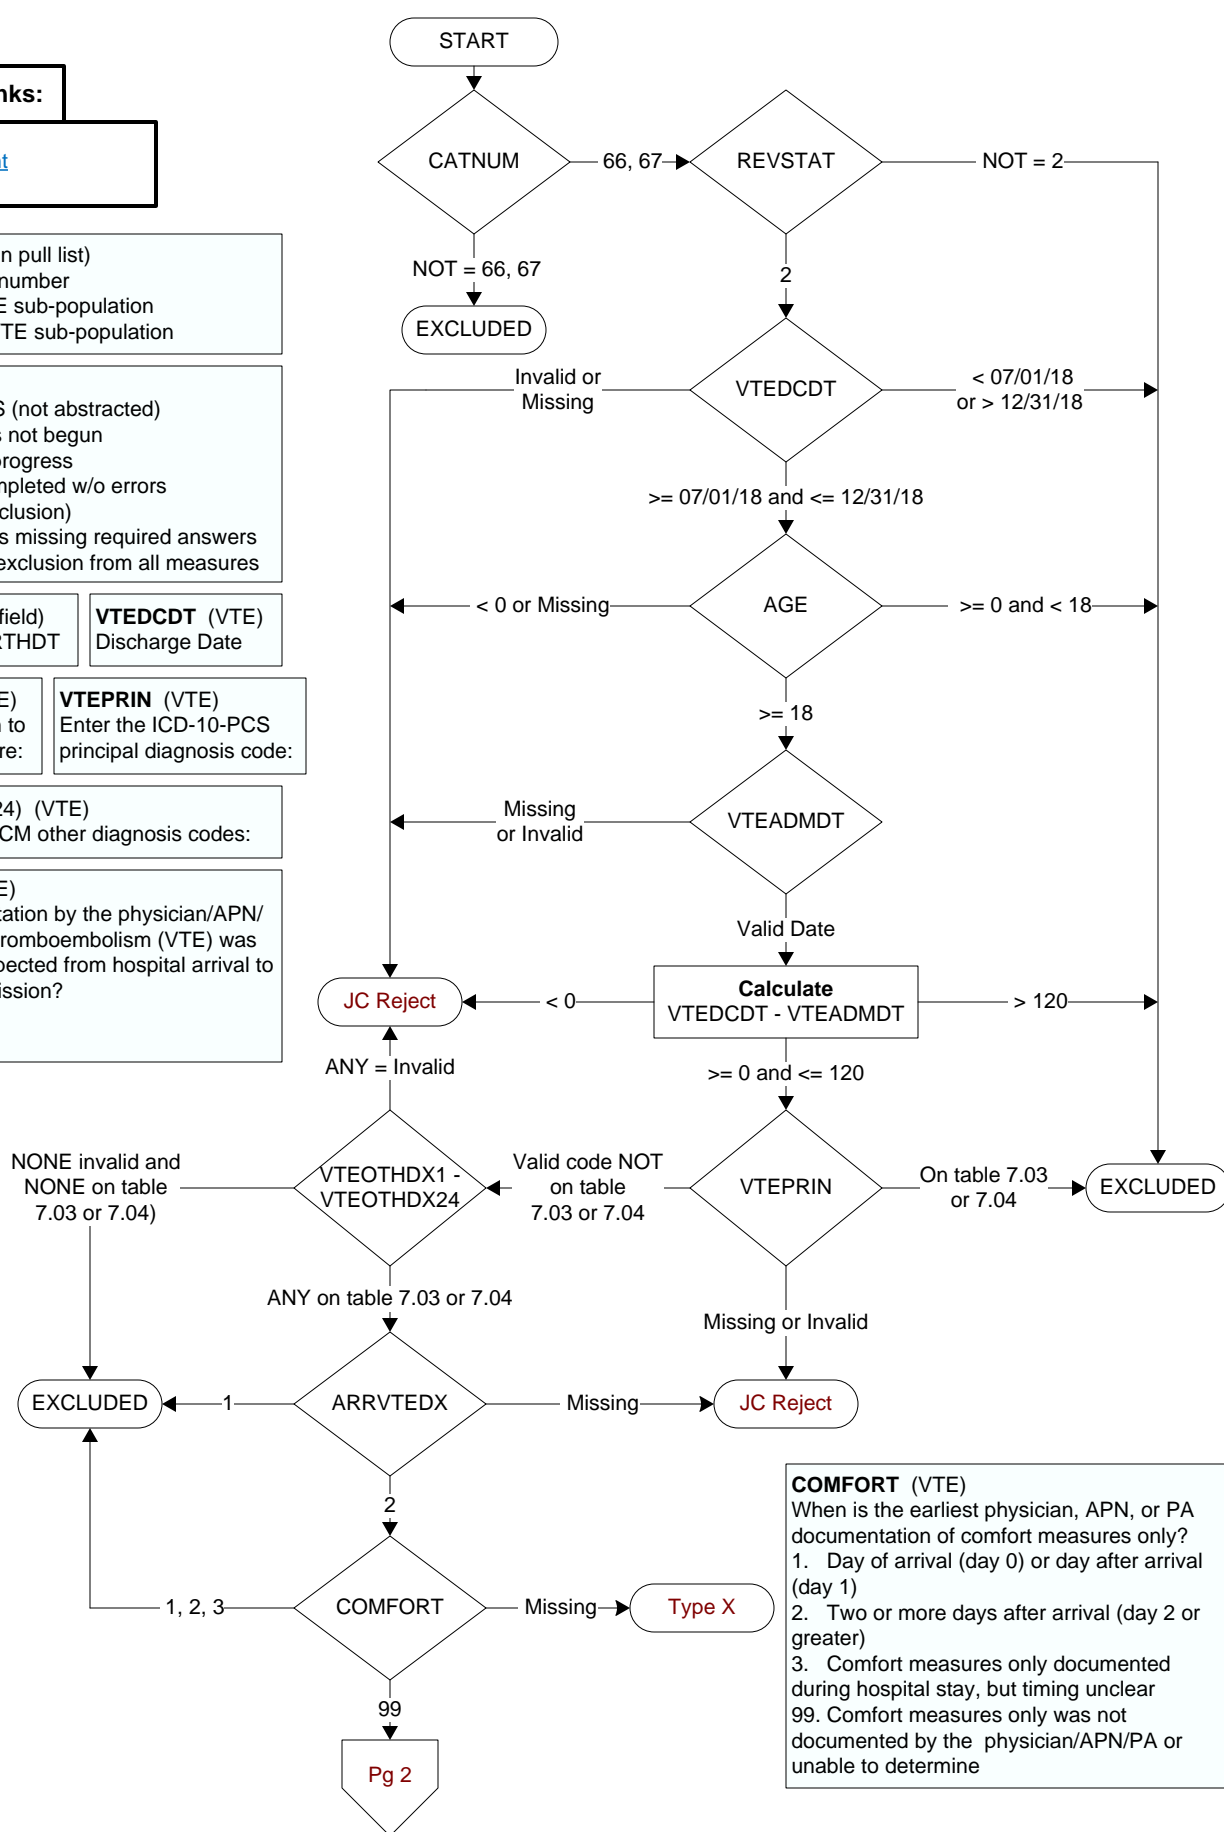 START
nks:
CATNUM
66, 67
REVSTAT
NOT = 2
t
n pull list)
number
E sub-population
TE sub-population
NOT = 66, 67
2
EXCLUDED
S (not abstracted)
s not begun
progress
mpleted w/o errors
clusion)
s missing required answers
exclusion from all measures
Invalid or
Missing
VTEDCDT
< 07/01/18
or > 12/31/18
>= 07/01/18 and <= 12/31/18
field)
RTHDT
VTEDCDT (VTE)
Discharge Date
< 0 or Missing
AGE
>= 0 and < 18
E)
n to
re:
VTEPRIN (VTE)
Enter the ICD-10-PCS
principal diagnosis code:
>= 18
24) (VTE)
CM other diagnosis codes:
Missing
or Invalid
VTEADMDT
E)
tation by the physician/APN/
romboembolism (VTE) was
pected from hospital arrival to
ission?
Valid Date
JC Reject
< 0
Calculate
VTEDCDT - VTEADMDT
> 120
ANY = Invalid
>= 0 and <= 120
NONE invalid and
NONE on table
7.03 or 7.04)
VTEOTHDX1 -
VTEOTHDX24
Valid code NOT
on table
7.03 or 7.04
VTEPRIN
On table 7.03
or 7.04
EXCLUDED
ANY on table 7.03 or 7.04
Missing or Invalid
EXCLUDED
1
ARRVTEDX
Missing
JC Reject
2
1, 2, 3
COMFORT
Missing
Type X
99
Pg 2
COMFORT (VTE)
When is the earliest physician, APN, or PA
documentation of comfort measures only?
1. Day of arrival (day 0) or day after arrival
(day 1)
2. Two or more days after arrival (day 2 or
greater)
3. Comfort measures only documented
during hospital stay, but timing unclear
99. Comfort measures only was not
documented by the physician/APN/PA or
unable to determine